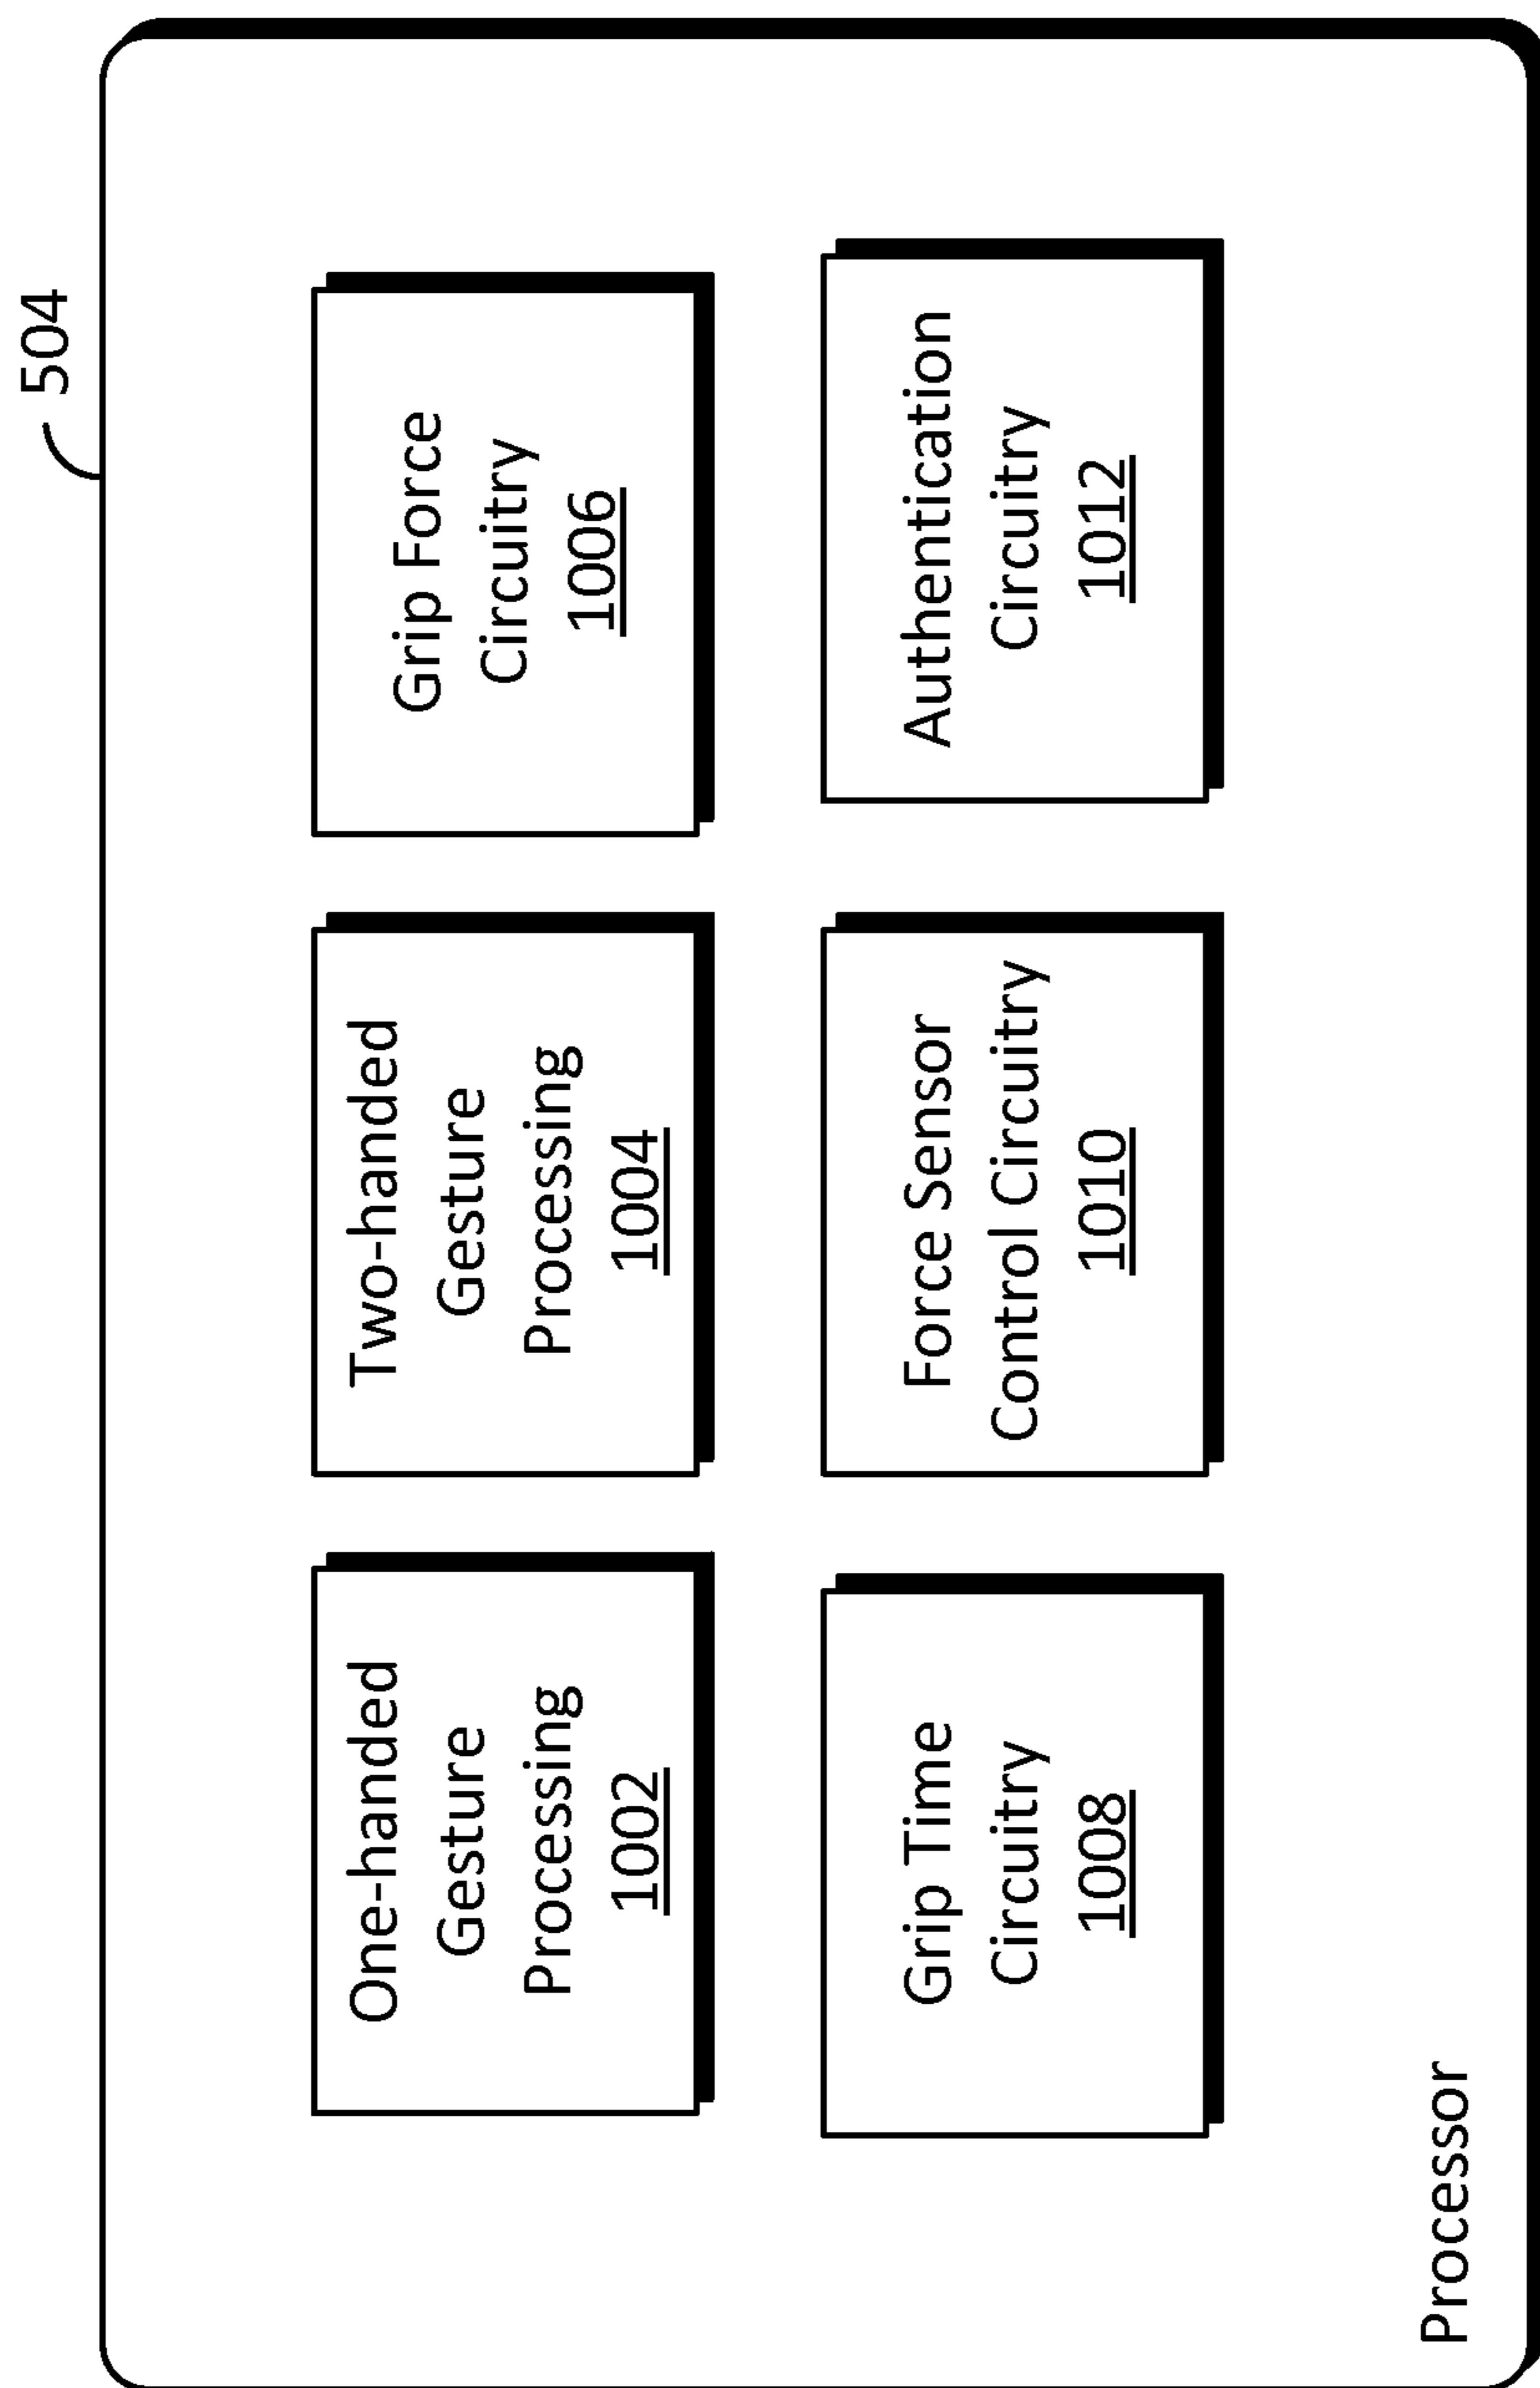 504
One-handed
Gesture
Processing
1002
Two-handed
Gesture
Processing
1004
Grip Force
Circuitry
1006
Grip Time
Circuitry
1008
Force Sensor
Control Circuitry
1010
Authentication
Circuitry
1012
Processor